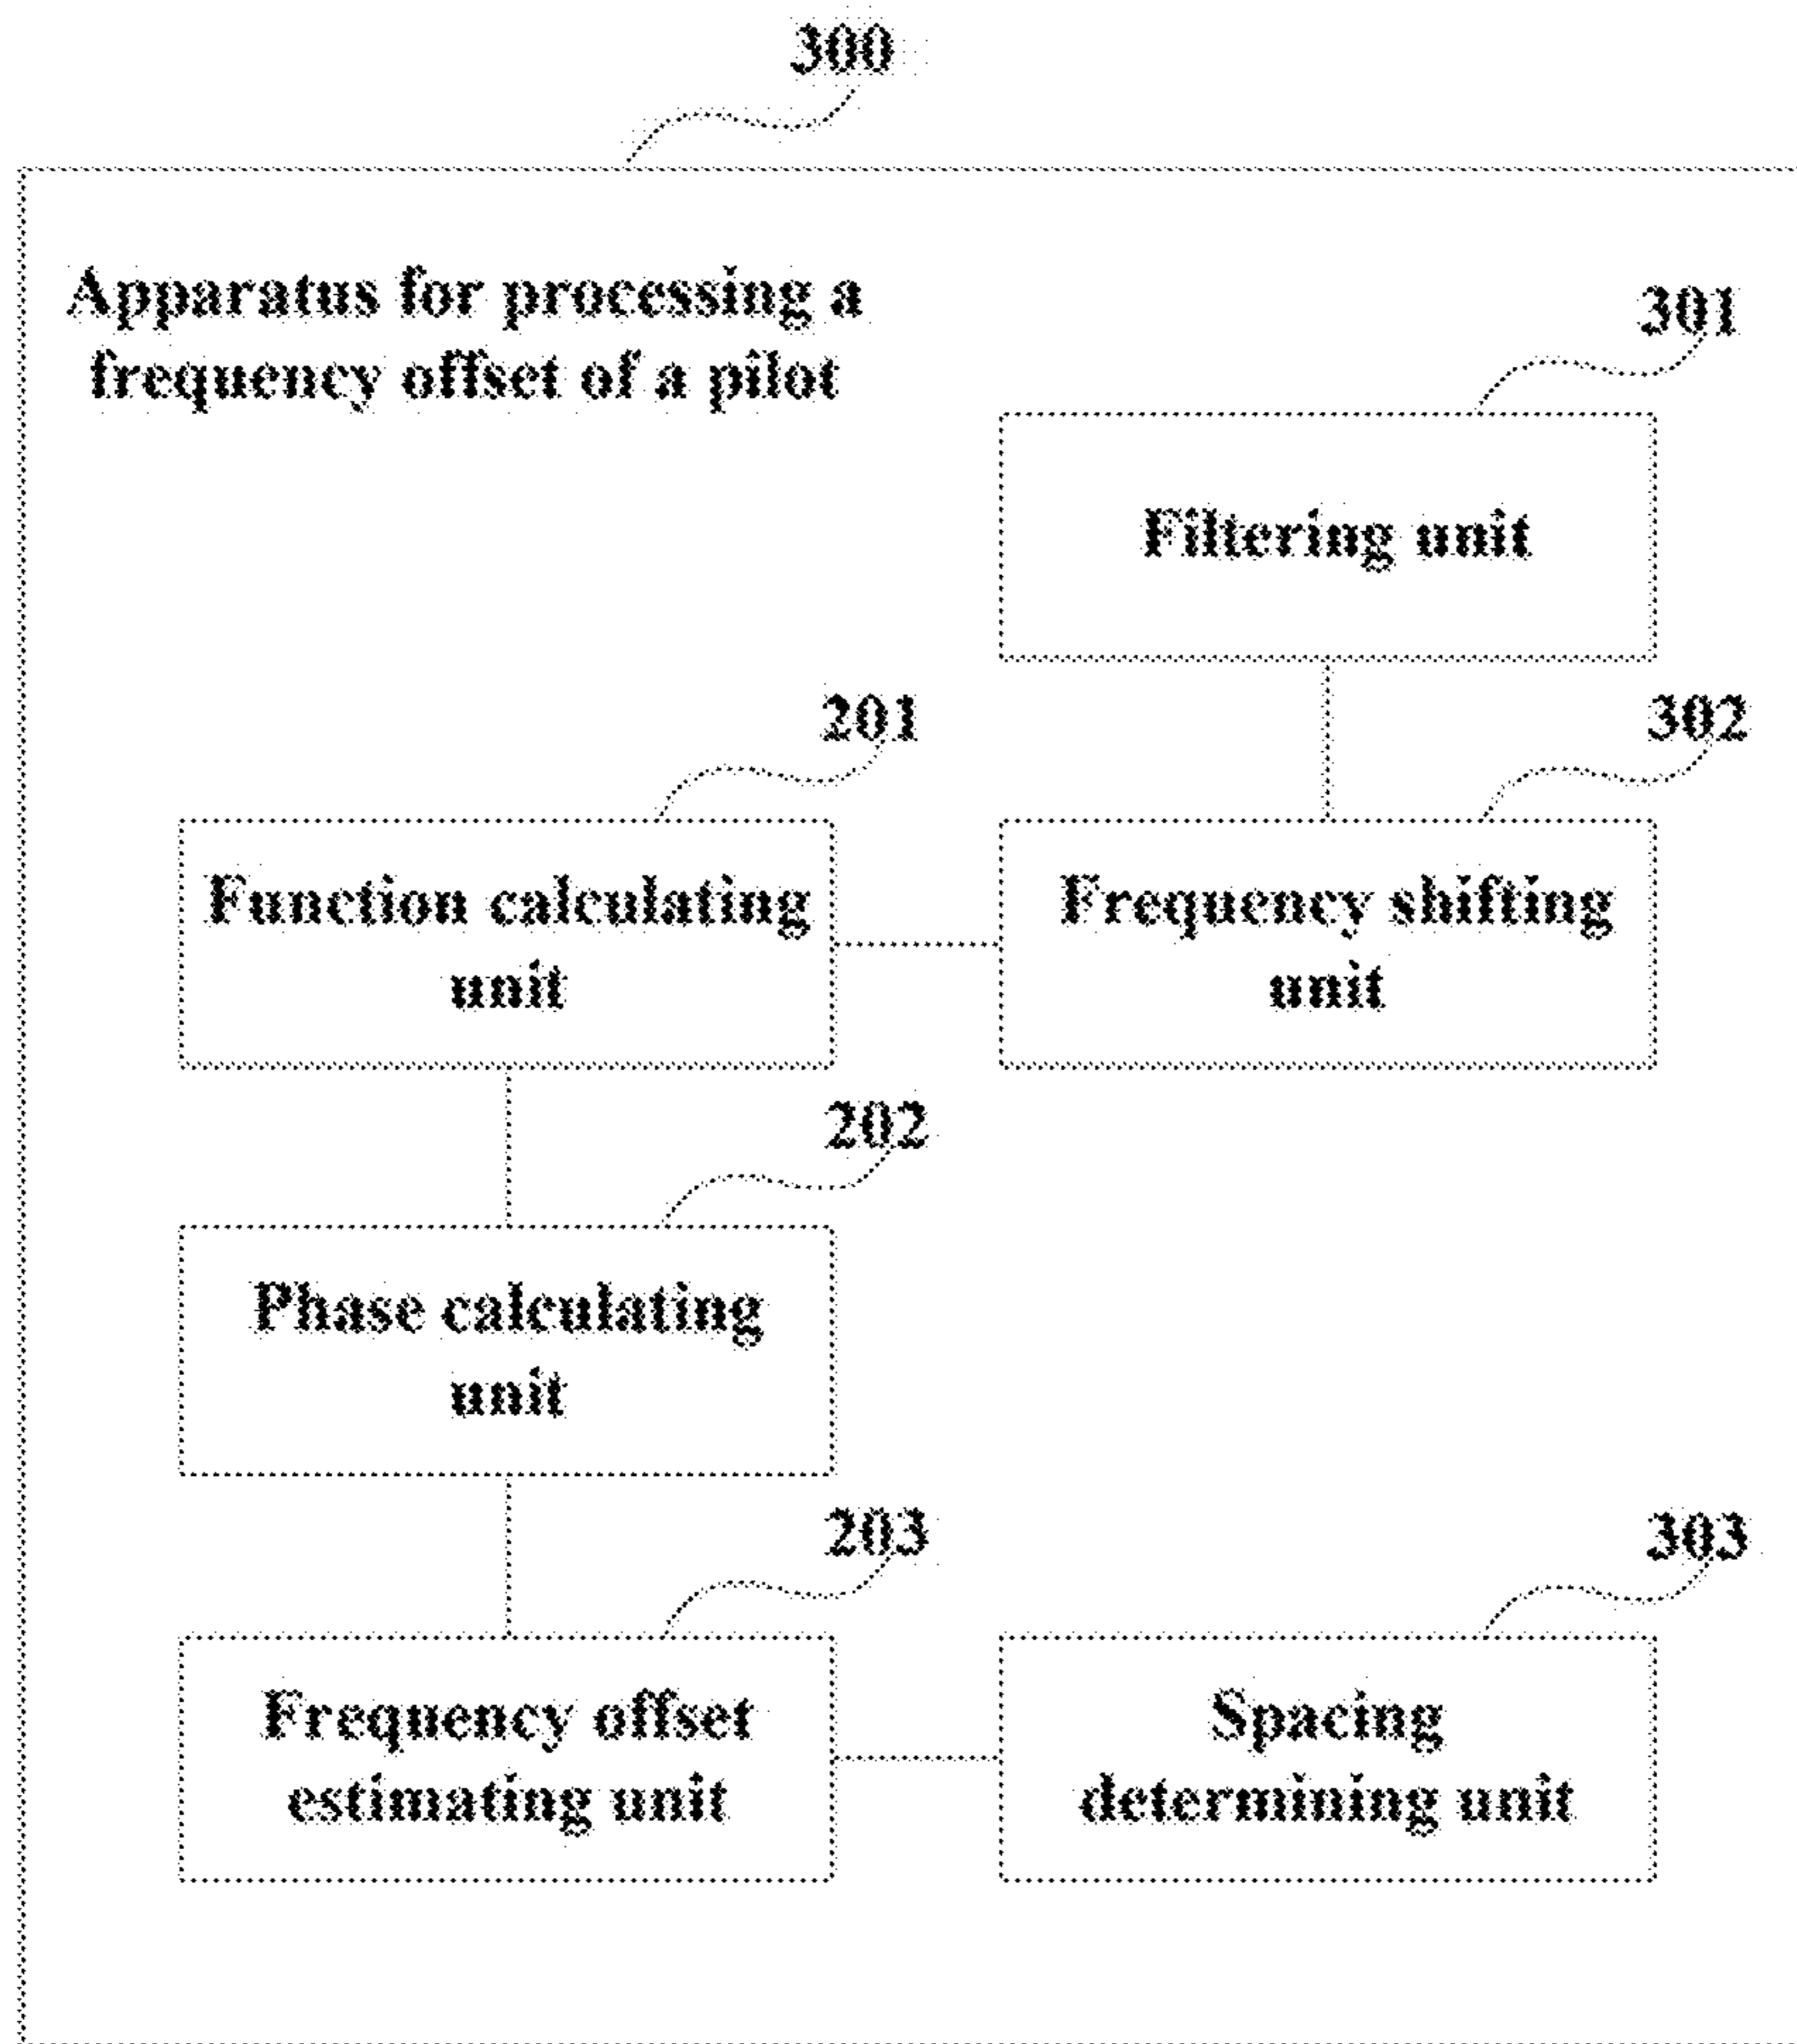 300
Apparatus for processing a
frequency offset of a pilot
301
Filtering unit
201
302
Function calculating
unit
Frequency shifting
unit
202
Phase calculating
unit
203
303
Frequency offset
estimating unit
Spacing
determining unit